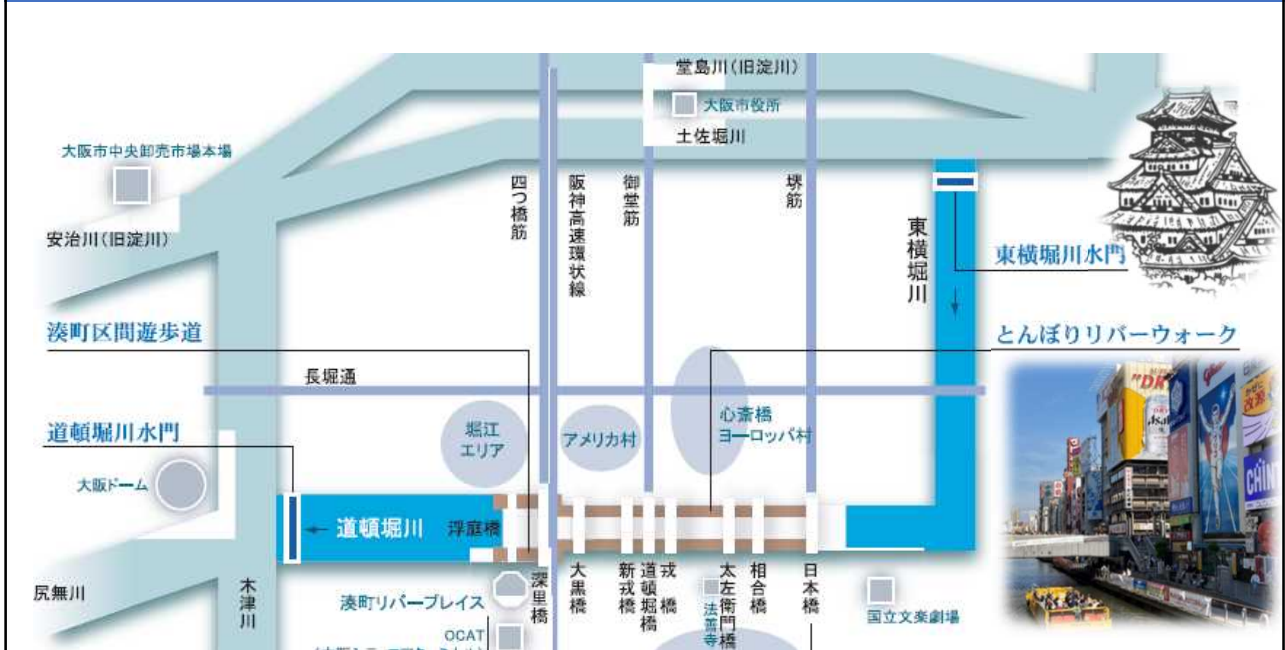 堂島川（旧淀川）
大阪市役所
土佐堀川
大阪市中央卸売市場本場
安治川（旧淀川）
四つ橋筋
阪神高速環状線
御堂筋
堺筋
東横堀川
東横堀川水門
湊町区間遊歩道
とんぼりリバーウォーク
長堀通
道頓堀川水門
堀江
エリア
アメリカ村
心斎橋
ヨーロッパ村
大阪ドーム
道頓堀川
浮庭橋
尻無川
木津川
湊町リバープレイス
OCAT
深里橋
大黒橋
新戎橋
道頓堀橋
戎橋
法善寺
太左衛門橋
相合橋
日本橋
国立文楽劇場
Glico